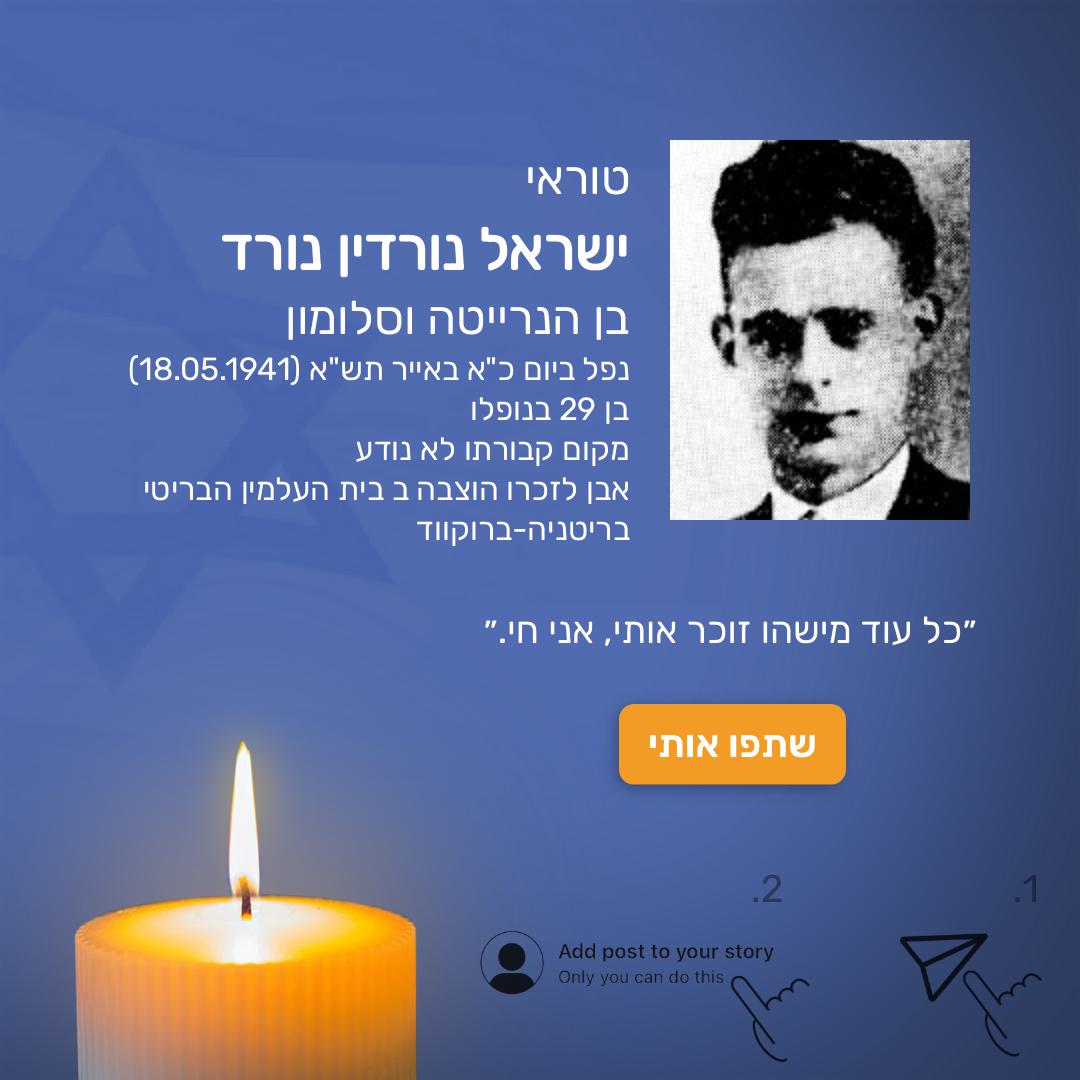 טוראי
ישראל נורדין נורד
בן הנרייטה וסלומון
נפל ביום כ"א באייר תש"א (18.05.1941)
בן 29 בנופלו
מקום קבורתו לא נודע
אבן לזכרו הוצבה ב בית העלמין הבריטי
בריטניה-ברוקווד
״כל עוד מישהו זוכר אותי, אני חי.״
שתפו אותי
.1
.2
Add post to your story
Only you can do this